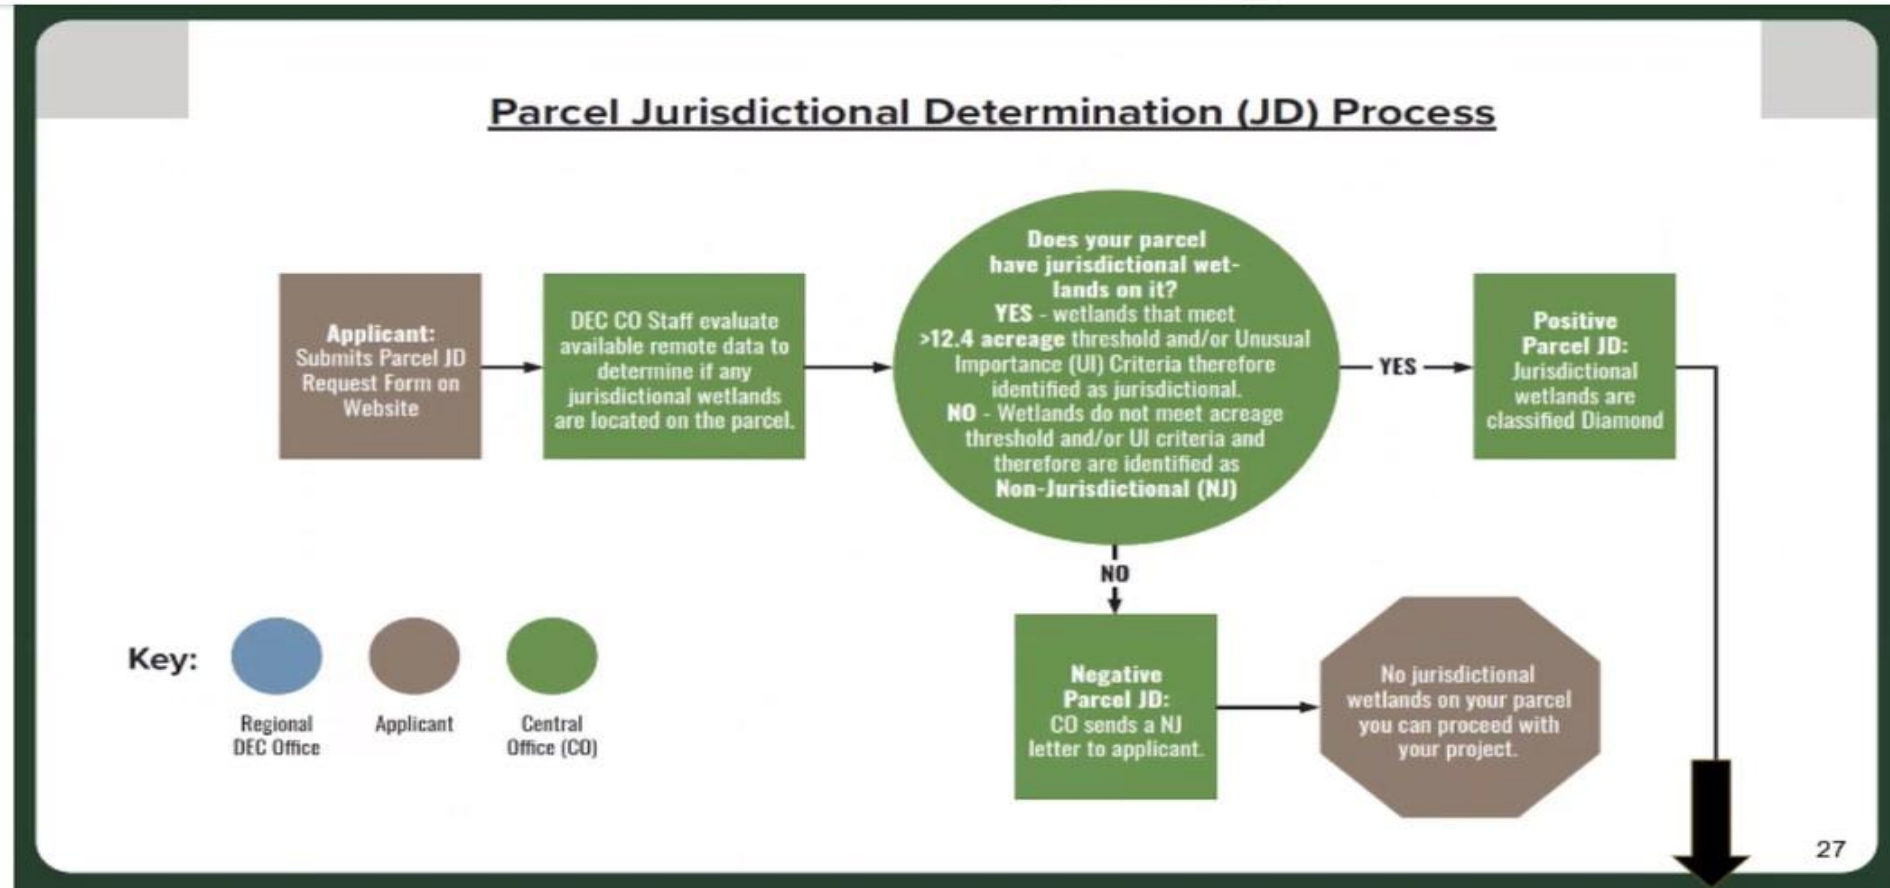 Parcel Jurisdictional Determination (JD) Process
Applicant:
Submits Parcel JD
Request Form on
Website
DEC CO Staff evaluate
available remote data to
determine if any
jurisdictional wetlands
are located on the parcel.
Does your parcel
have jurisdictional wet-
lands on it?
YES - wetlands that meet
>12.4 acreage threshold and/or Unusual
Importance (UI) Criteria therefore
identified as jurisdictional.
NO - Wetlands do not meet acreage
threshold and/or UI criteria and
therefore are identified as
Non-Jurisdictional (NJ)
YES
Positive
Parcel JD:
Jurisdictional
wetlands are
classified Diamond
NO
Negative
Parcel JD:
CO sends a NJ
letter to applicant.
No jurisdictional
wetlands on your parcel
you can proceed with
your project.
Key:
Regional
DEC Office
Applicant
Central
Office (CO)
27